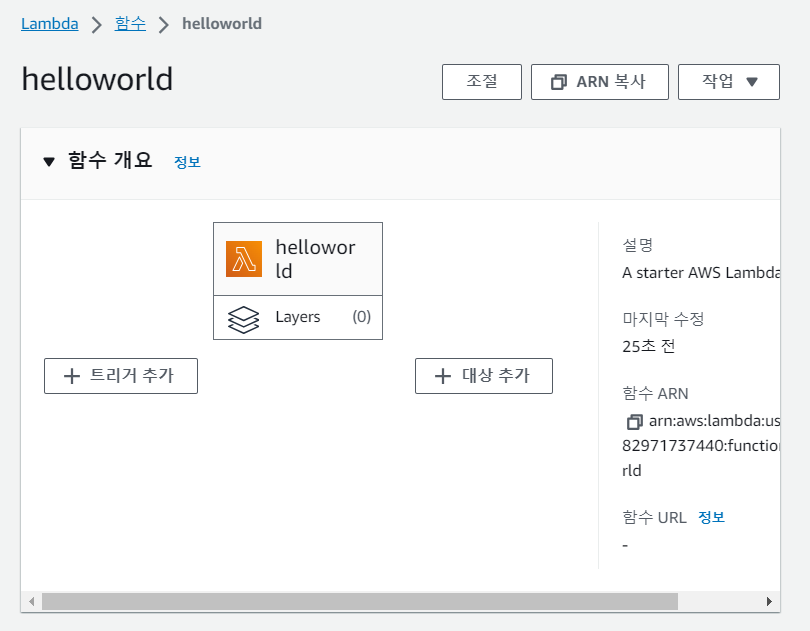 Lambda > 함수 > helloworld
helloworld
조절 ARN 복사 작업
함수 개요 정보
hellowor
ld
Layers (0)
트리거 추가
대상 추가
설명
A starter AWS Lambda
마지막 수정
25초 전
함수 ARN
arn:aws:lambda:us
82971737440:function
rld
함수 URL 정보
-